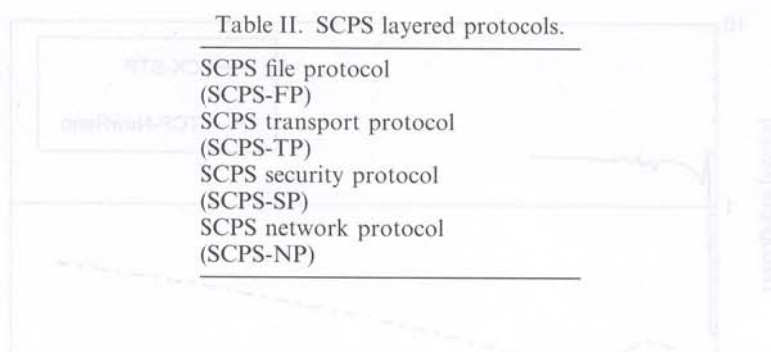 Table II. SCPS layered protocols.
SCPS file protocol
(SCPS-FP)
SCPS transport protocol
(SCPS-TP)
SCPS security protocol
(SCPS-SP)
SCPS network protocol
(SCPS-NP)